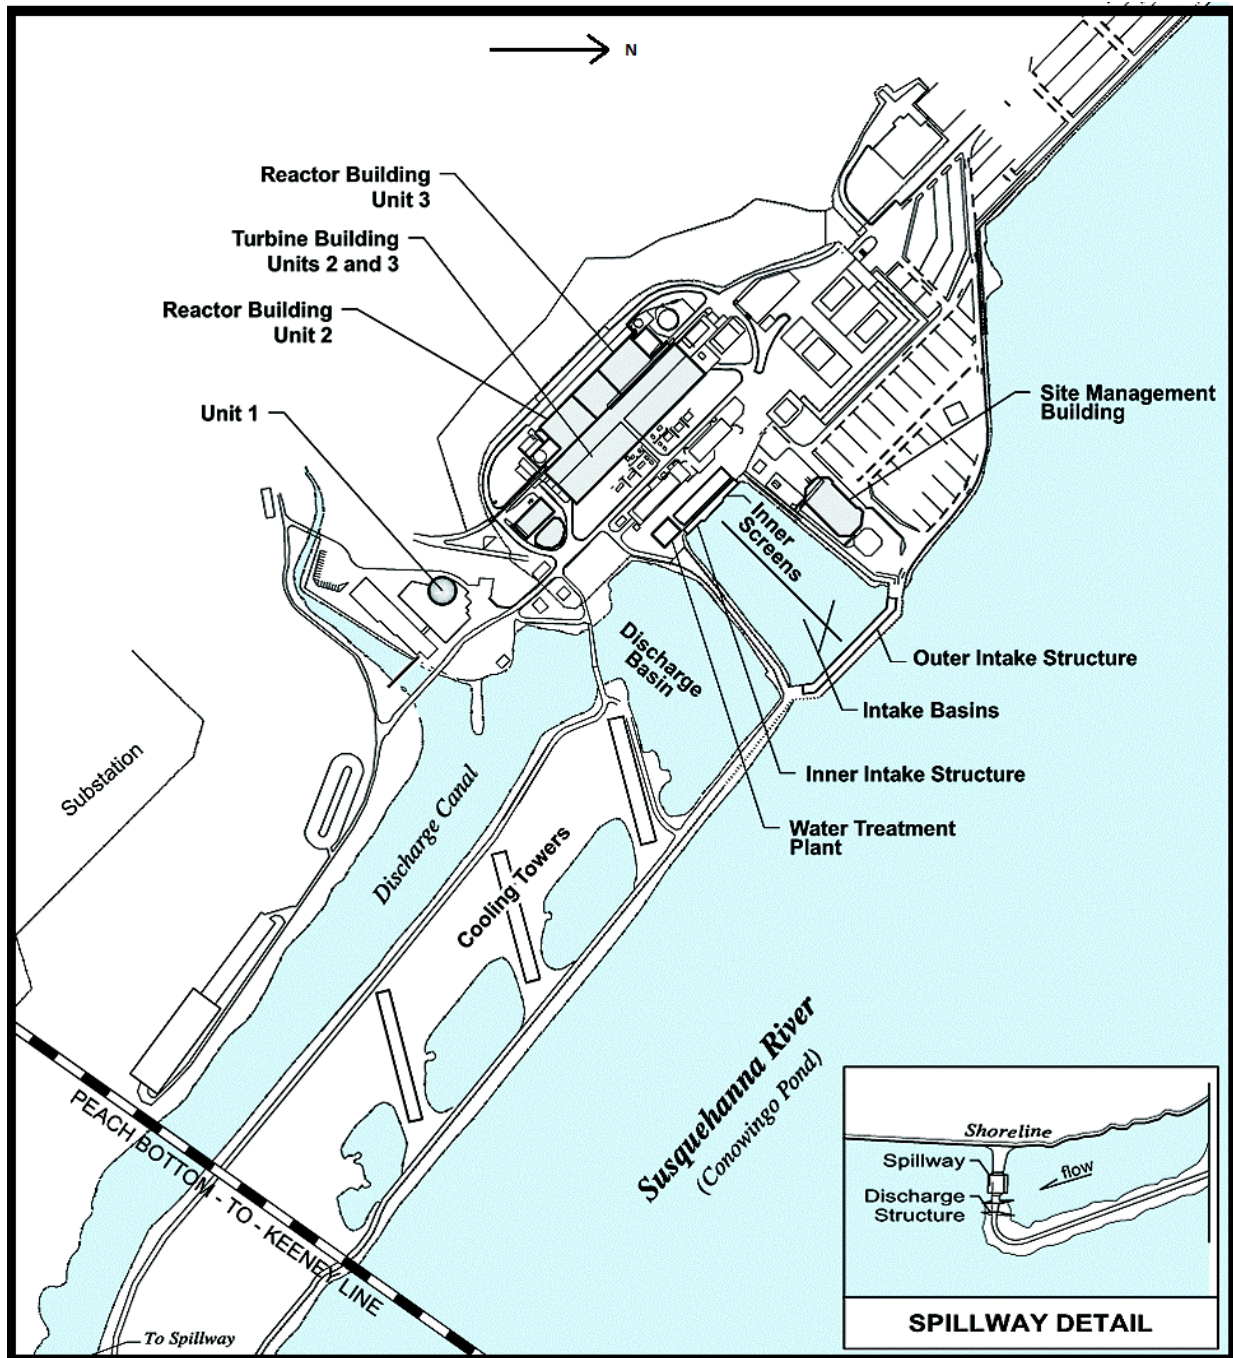 N
Reactor Building
Unit 3
Turbine Building
Units 2 and 3
Reactor Building
Unit 2
Unit 1
Site Management
Building
Inner
Screens
Discharge
Basin
Outer Intake Structure
Intake Basins
Inner Intake Structure
Water Treatment
Plant
Substation
Discharge Canal
Cooling Towers
Susquehanna River
(Conowingo Pond)
PEACH BOTTOM - TO - KEENEY LINE
To Spillway
Shoreline
Spillway
flow
Discharge
Structure
SPILLWAY DETAIL